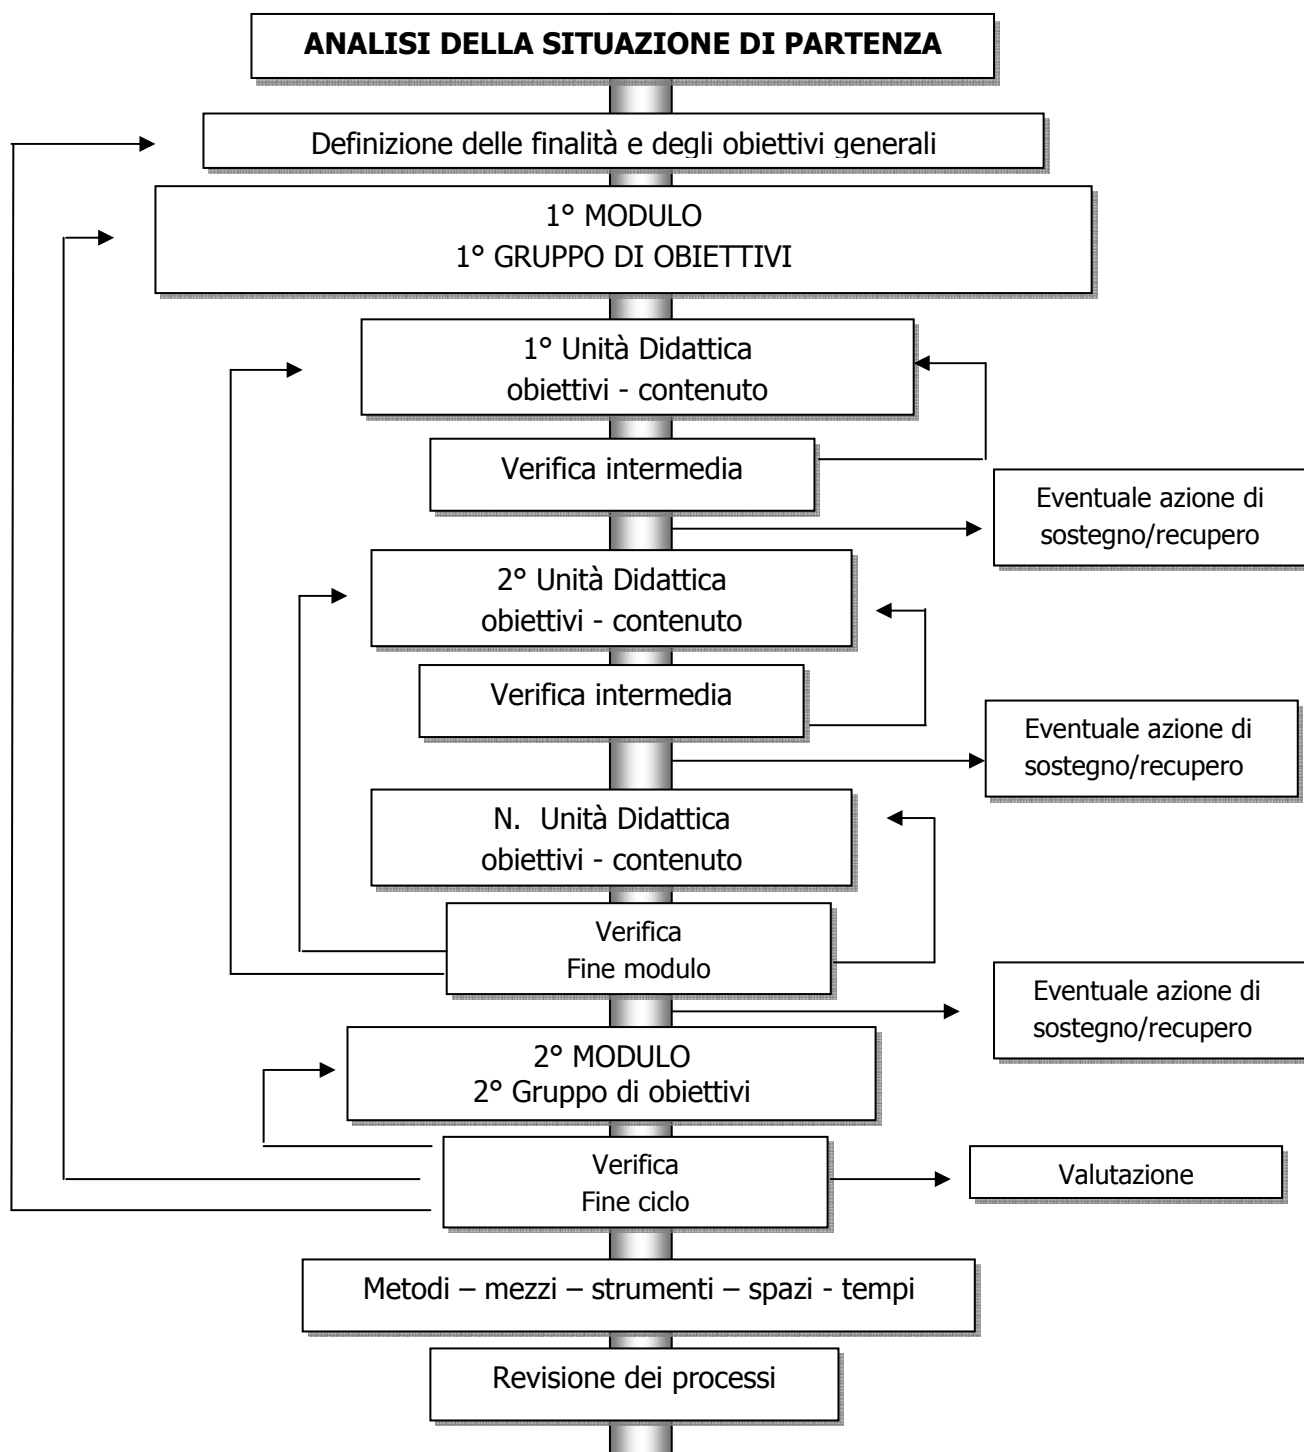 ANALISI DELLA SITUAZIONE DI PARTENZA
Definizione delle finalità e degli obiettivi generali
1° MODULO
1° GRUPPO DI OBIETTIVI
1° Unità Didattica
obiettivi - contenuto
Verifica intermedia
Eventuale azione di
sostegno/recupero
2° Unità Didattica
obiettivi - contenuto
Verifica intermedia
Eventuale azione di
sostegno/recupero
N. Unità Didattica
obiettivi - contenuto
Verifica
Fine modulo
Eventuale azione di
sostegno/recupero
2° MODULO
2° Gruppo di obiettivi
Verifica
Fine ciclo
Valutazione
Metodi – mezzi – strumenti – spazi - tempi
Revisione dei processi